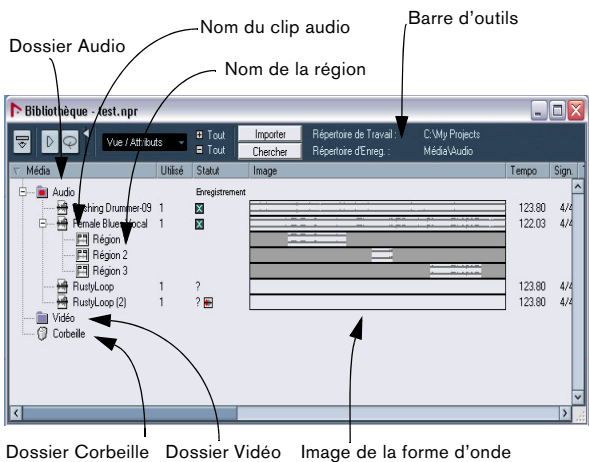 Nom du clip audio
Barre d'outils
Dossier Audio
Nom de la région
Bibliothèque - test.npr
Vue / Attributs
Tout
Tout
Importer
Chercher
Répertoire de Travail : C:\My Projects
Répertoire d'Enreg. : Média\Audio
Média Utilisé Statut Image Tempo Sign.
Audio Enregistrement
Drummer-09 1 123.80 4/4
Female Blues 1 122.03 4/4
Région
Région 2
Région 3
RustyLoop 1 ? 123.80 4/4
RustyLoop (2) 1 ? 123.80 4/4
Vidéo
Corbeille
Dossier Corbeille Dossier Vidéo Image de la forme d'onde